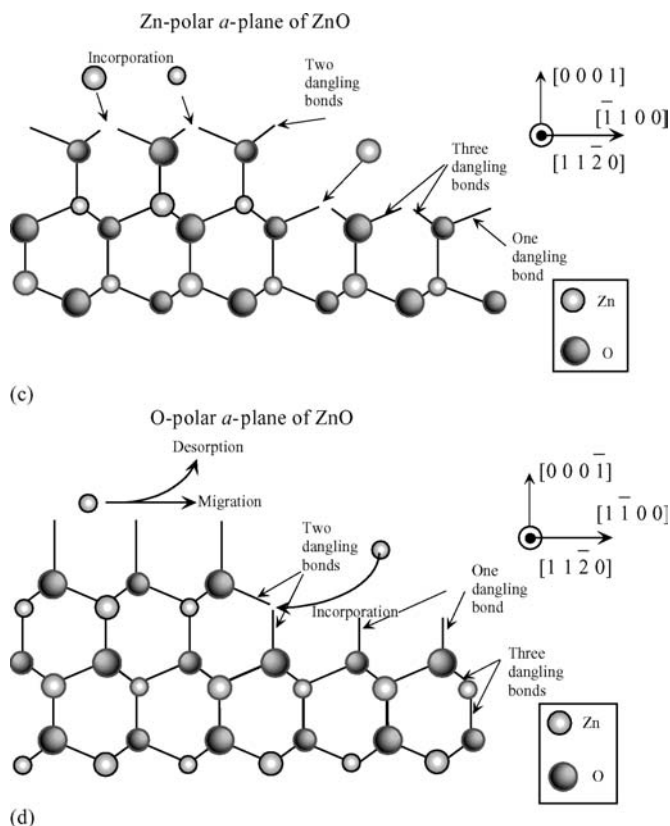 Zn-polar a-plane of ZnO
Incorporation
Two
dangling
bonds
[0 0 0 1]
[1̅ 1 0 0]
[1 1 2̅ 0]
Three
dangling
bonds
One
dangling
bond
Zn
O
(c)
O-polar a-plane of ZnO
Desorption
Migration
[0 0 0 1̅]
[1 1̅ 0 0]
[1 1 2̅ 0]
Two
dangling
bonds
One
dangling
bond
Incorporation
Three
dangling
bonds
Zn
O
(d)